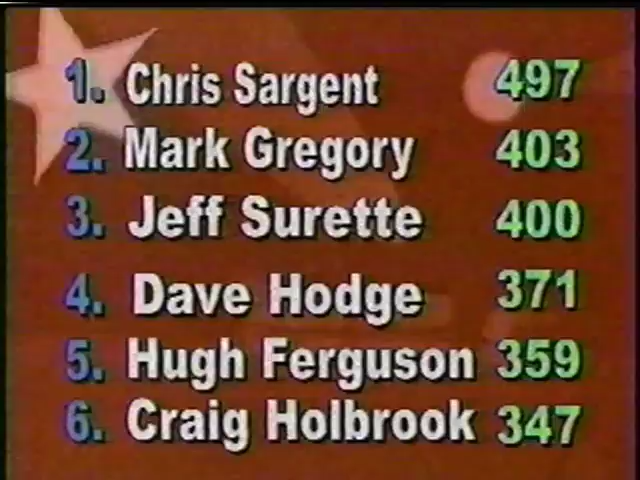 1. Chris Sargent 497
2. Mark Gregory 403
3. Jeff Surette 400
4. Dave Hodge 371
5. Hugh Ferguson 359
6. Craig Holbrook 347